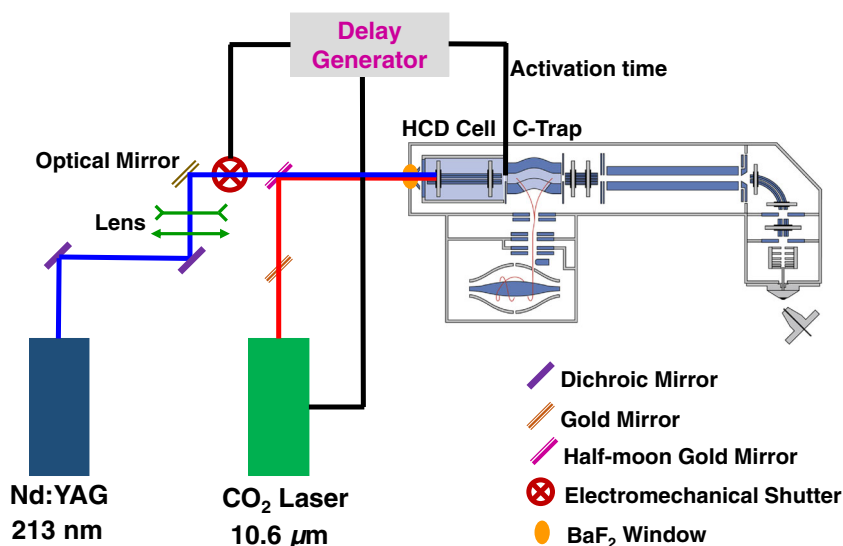 Delay
Generator
Activation time
HCD Cell
C-Trap
Optical Mirror
Lens
Dichroic Mirror
Gold Mirror
Half-moon Gold Mirror
Electromechanical Shutter
BaF₂ Window
Nd:YAG
213 nm
CO₂ Laser
10.6 µm